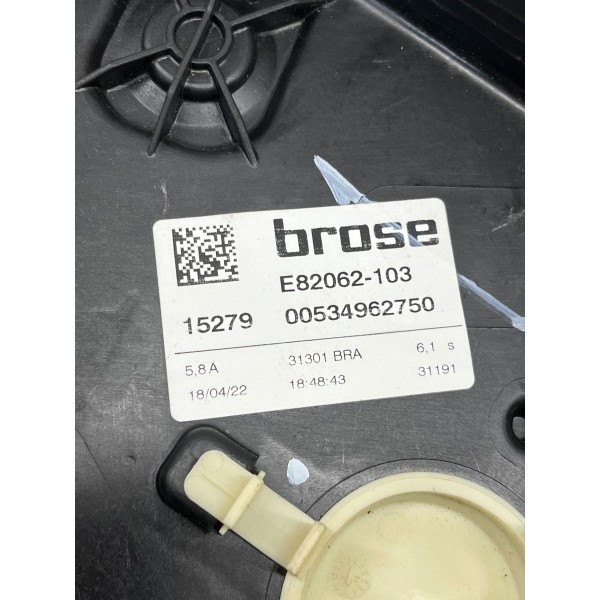 brose
E82062-103
15279 00534962750
5,8 A 31301 BRA 6,1 s
18/04/22 18:48:43 31191